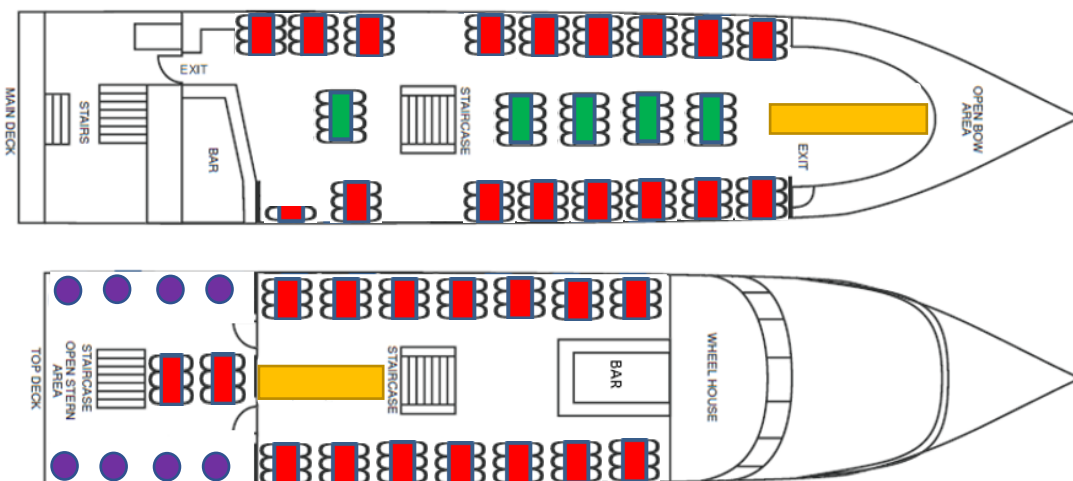 MAIN DECK
STAIRS
EXIT
BAR
STAIRCASE
EXIT
OPEN BOW
AREA
TOP DECK
STAIRCASE
OPEN STERN
AREA
STAIRCASE
BAR
WHEEL HOUSE